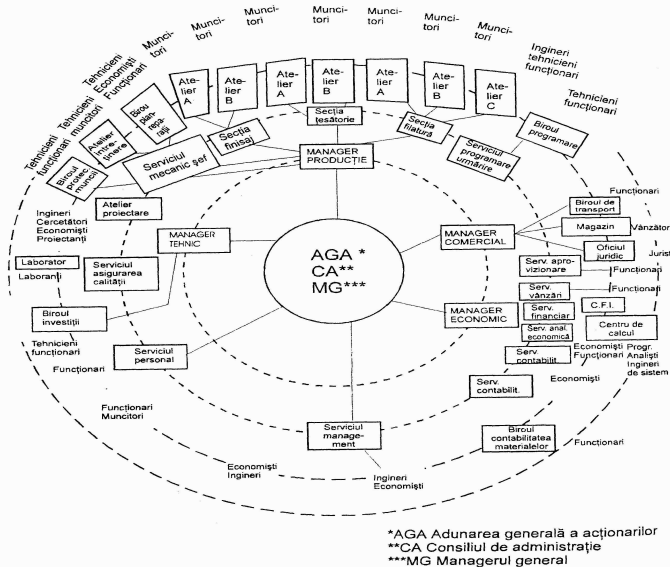 Munci-
tori
Munci-
tori
Munci-
tori
Munci-
tori
Munci-
tori
Munci-
tori
Munci-
tori
Ingineri
tehnicieni
funcționari
Tehnicieni
funcționari
Tehnicieni
Economiști
Funcționari
Tehnicieni
muncitori
Tehnicieni
funcționari
Ate-
lier
A
Ate-
lier
B
Ate-
lier
A
Ate-
lier
B
Ate-
lier
A
Ate-
lier
B
Ate-
lier
C
Birou
plan-
repa-
rații
Atelier
între-
ținere
Biroul
protec.
muncii
Serviciul
mecanic șef
Secția
finisaj
Secția
țesătorie
Secția
filatură
Serviciul
programare
urmărire
Biroul
programare
MANAGER
PRODUCȚIE
Ingineri
Cercetători
Economiști
Proiectanți
Atelier
proiectare
MANAGER
TEHNIC
MANAGER
COMERCIAL
Funcționari
Biroul de
transport
Magazin
Vânzători
Oficiul
juridic
Jurist
Laborator
Laboranți
Serviciul
asigurarea
calității
AGA *
CA**
MG***
Serv. apro-
vizionare
Funcționari
Serv.
vânzări
Funcționari
Biroul
investiții
Tehnicieni
funcționari
MANAGER
ECONOMIC
Serv.
financiar
C.F.I.
Serv. anal.
economică
Centru de
calcul
Serviciul
personal
Funcționari
Serv.
contabilit.
Economiști
Funcționari
Progr.
Analiști
Ingineri
de sistem
Serv.
contabilit.
Economiști
Funcționari
Muncitori
Serviciul
manage-
ment
Biroul
contabilitatea
materialelor
Funcționari
Economiști
Ingineri
Ingineri
Economiști
*AGA Adunarea generală a acționarilor
**CA Consiliul de administrație
***MG Managerul general